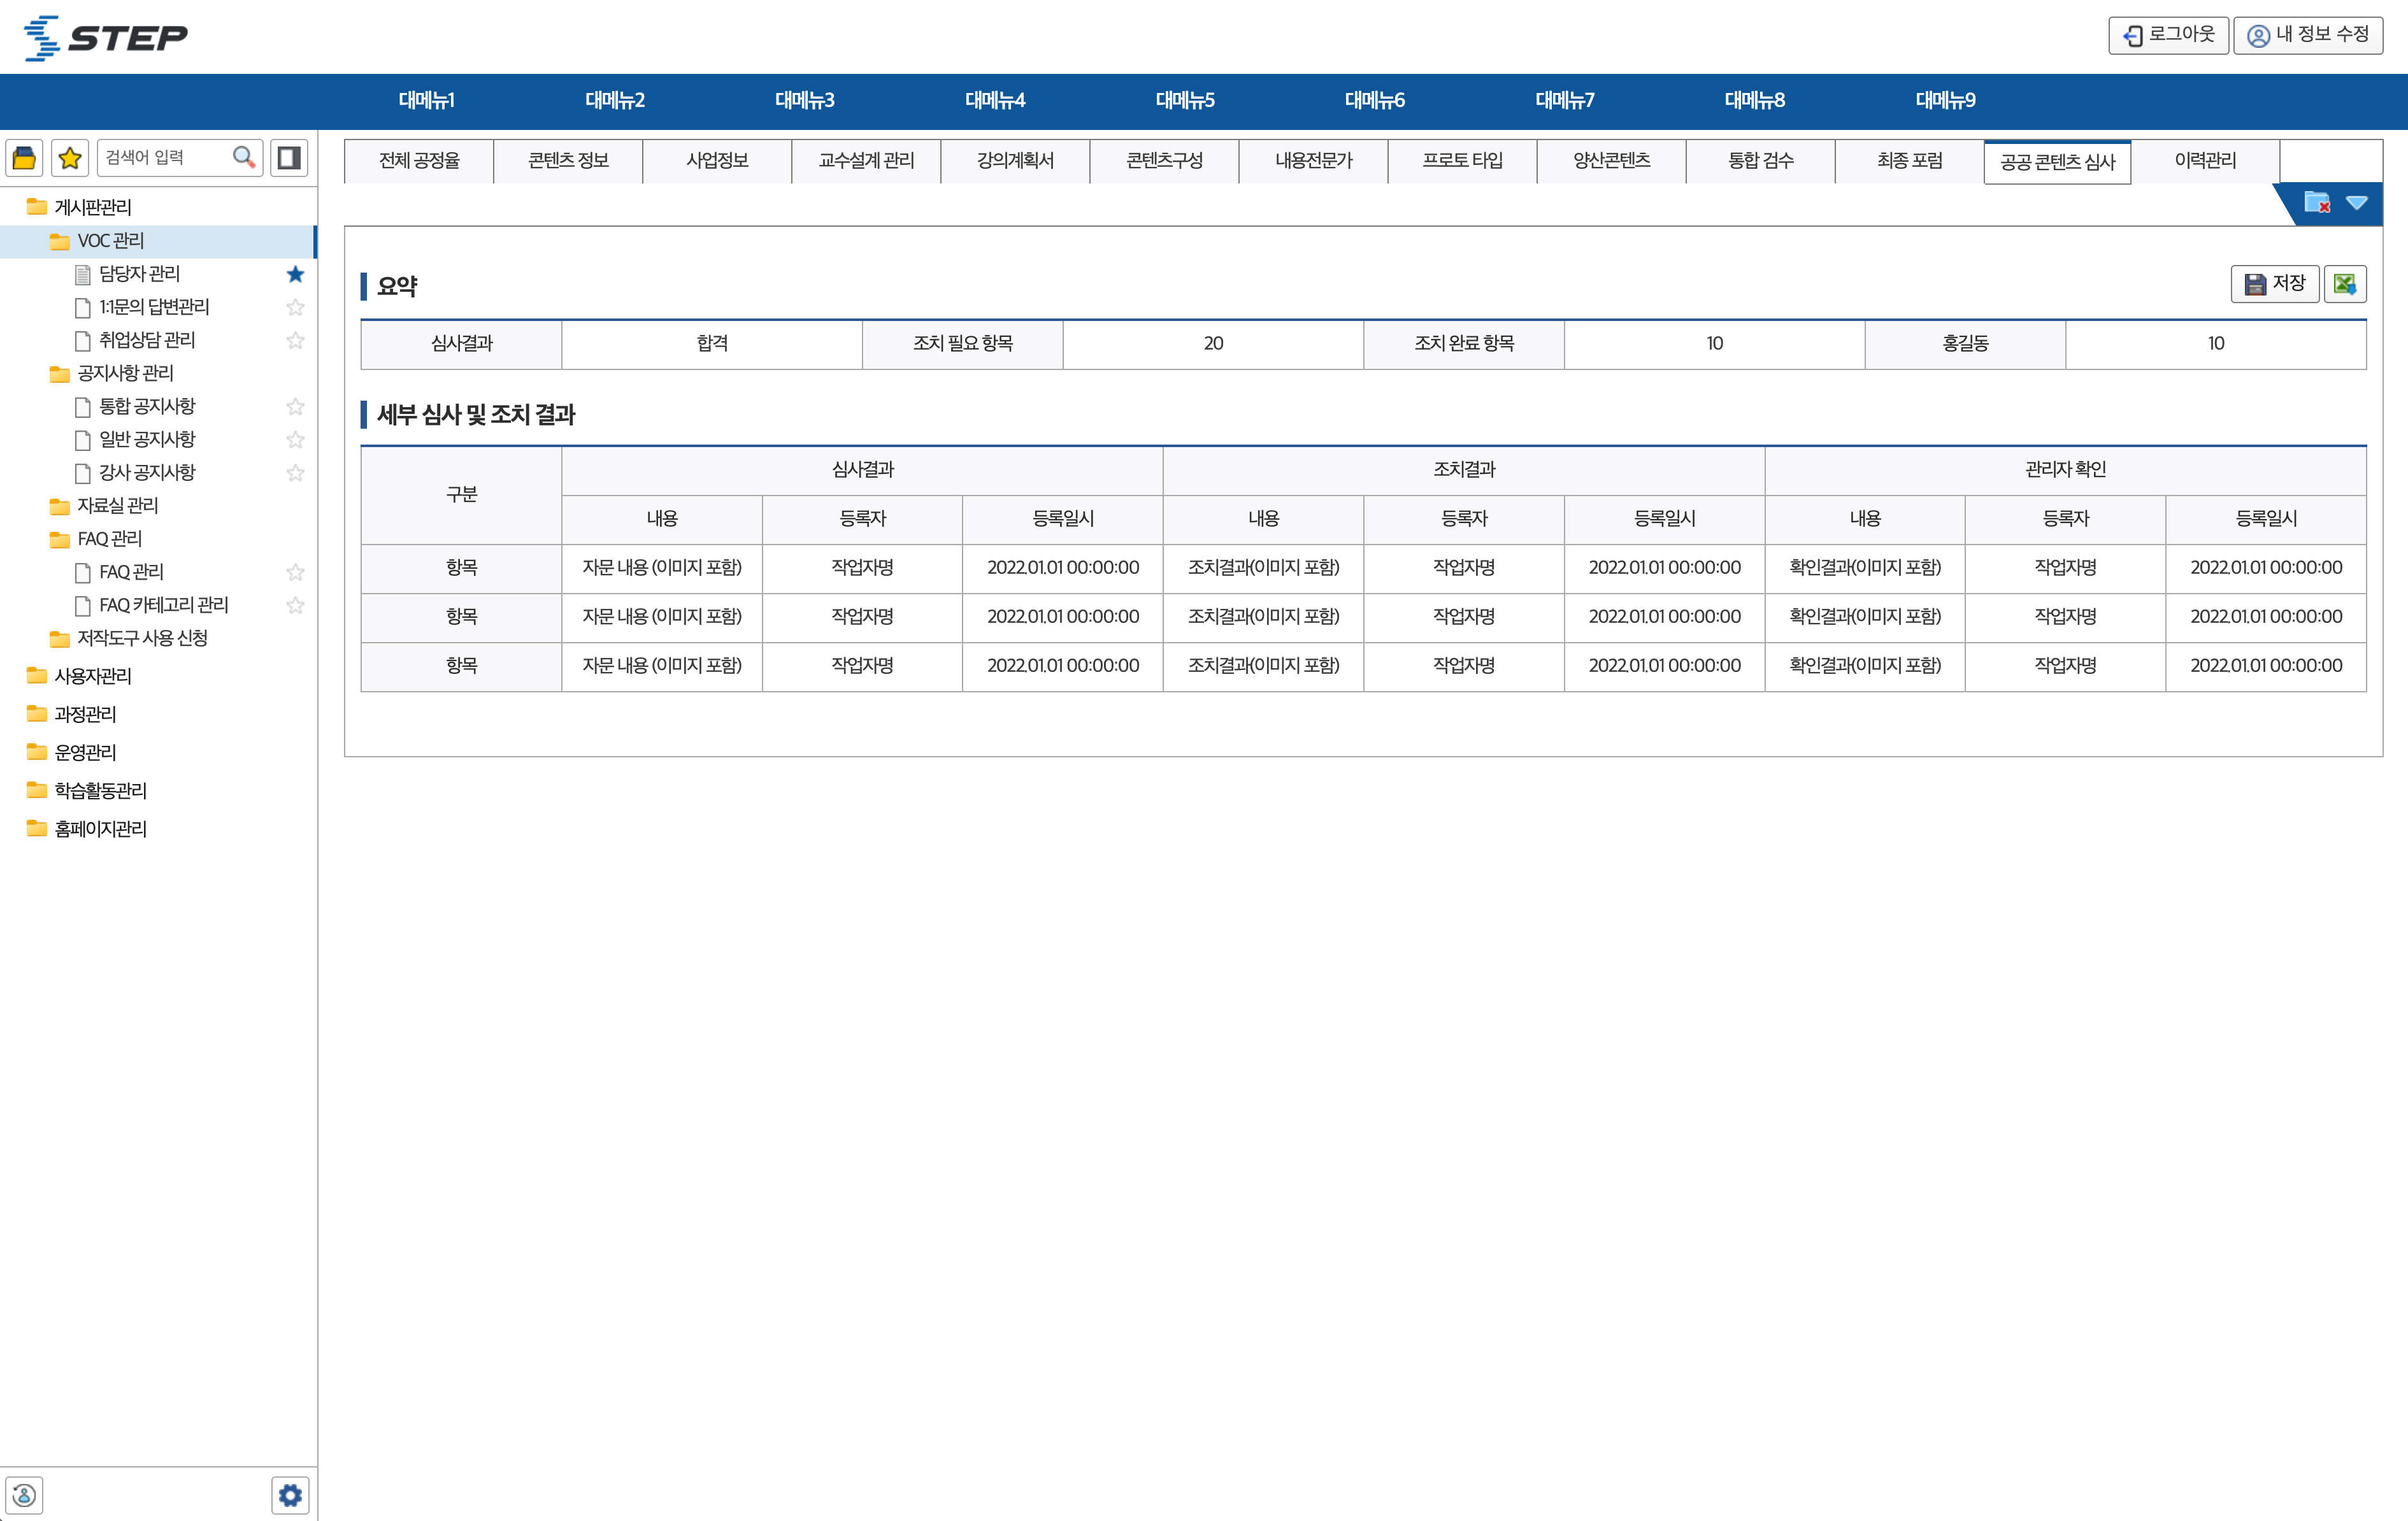 STEP
로그아웃 내 정보 수정
대메뉴1 대메뉴2 대메뉴3 대메뉴4 대메뉴5 대메뉴6 대메뉴7 대메뉴8 대메뉴9
검색어 입력
게시판관리
VOC 관리
담당자 관리
1:1문의 답변관리
취업상담 관리
공지사항 관리
통합 공지사항
일반 공지사항
강사 공지사항
자료실 관리
FAQ 관리
FAQ 관리
FAQ 카테고리 관리
저작도구 사용 신청
사용자관리
과정관리
운영관리
학습활동관리
홈페이지관리
전체 공정율 콘텐츠 정보 사업정보 교수설계 관리 강의계획서 콘텐츠구성 내용전문가 프로토 타입 양산콘텐츠 통합 검수 최종 포럼 공공 콘텐츠 심사 이력관리
요약
저장
심사결과 합격 조치 필요 항목 20 조치 완료 항목 10 홍길동 10
세부 심사 및 조치 결과
구분 심사결과 조치결과 관리자 확인
내용 등록자 등록일시 내용 등록자 등록일시 내용 등록자 등록일시
항목 자문 내용 (이미지 포함) 작업자명 2022.01.01 00:00:00 조치결과(이미지 포함) 작업자명 2022.01.01 00:00:00 확인결과(이미지 포함) 작업자명 2022.01.01 00:00:00
항목 자문 내용 (이미지 포함) 작업자명 2022.01.01 00:00:00 조치결과(이미지 포함) 작업자명 2022.01.01 00:00:00 확인결과(이미지 포함) 작업자명 2022.01.01 00:00:00
항목 자문 내용 (이미지 포함) 작업자명 2022.01.01 00:00:00 조치결과(이미지 포함) 작업자명 2022.01.01 00:00:00 확인결과(이미지 포함) 작업자명 2022.01.01 00:00:00